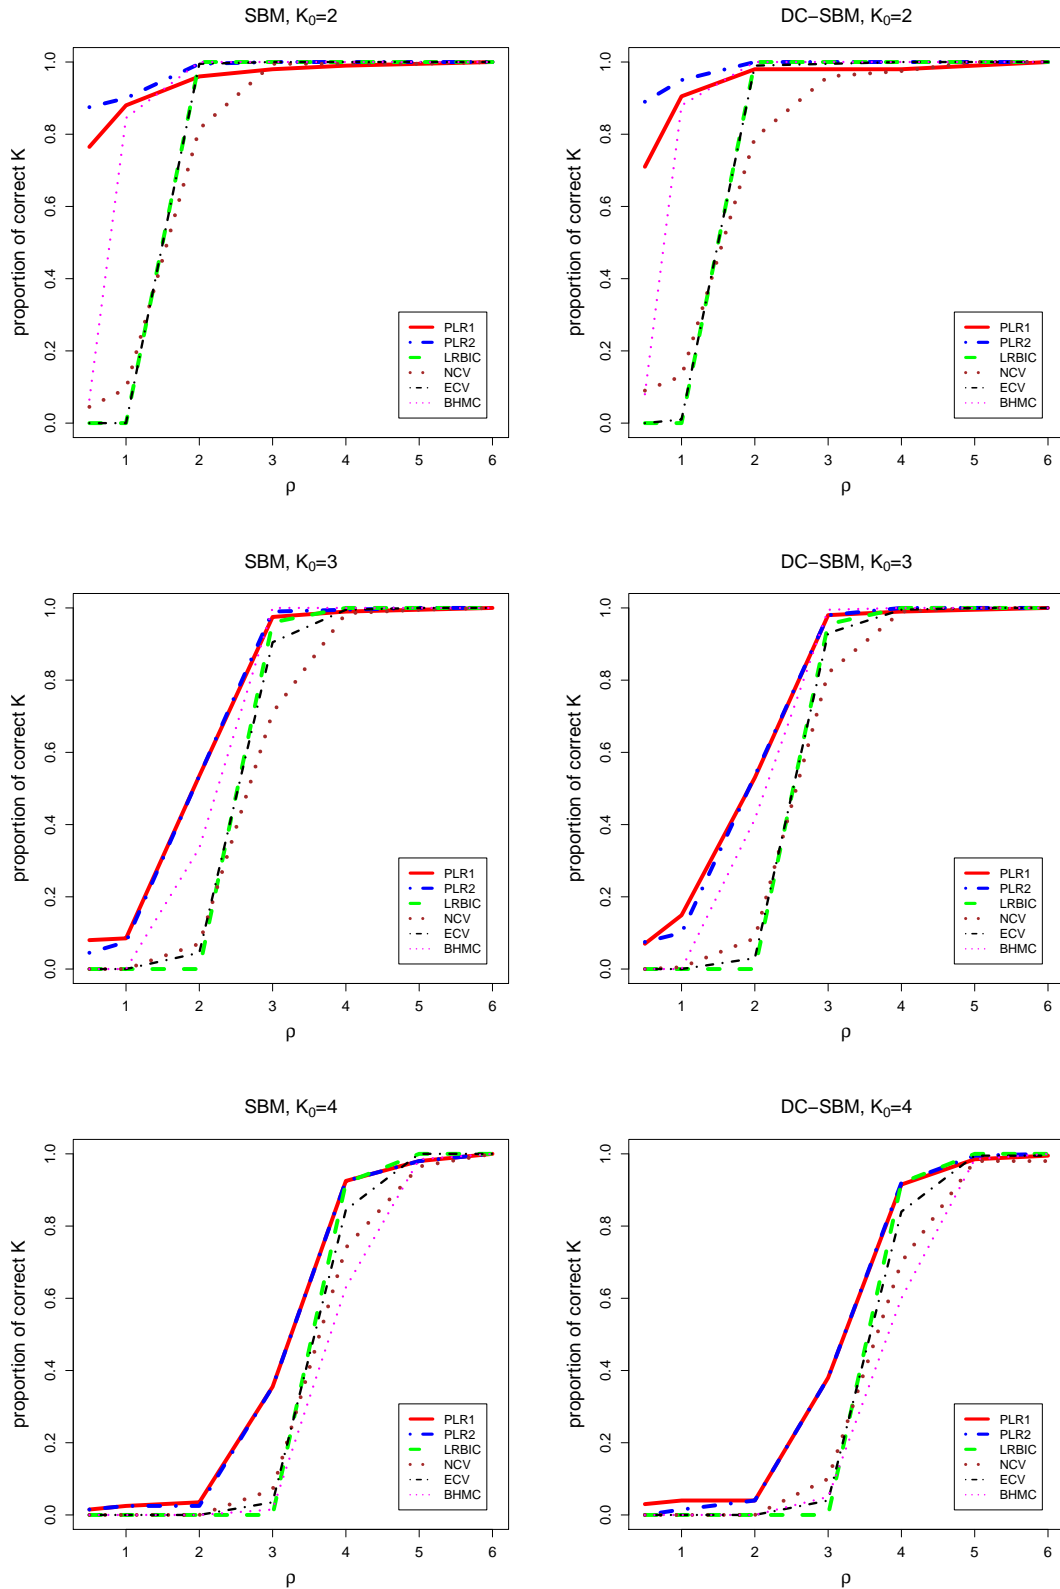 SBM, K0=2
proportion of correct K
1.0
0.8
0.6
0.4
0.2
0.0
PLR1
PLR2
LRBIC
NCV
ECV
BHMC
1 2 3 4 5 6
ρ
DC−SBM, K0=2
proportion of correct K
1.0
0.8
0.6
0.4
0.2
0.0
PLR1
PLR2
LRBIC
NCV
ECV
BHMC
1 2 3 4 5 6
ρ
SBM, K0=3
proportion of correct K
1.0
0.8
0.6
0.4
0.2
0.0
PLR1
PLR2
LRBIC
NCV
ECV
BHMC
1 2 3 4 5 6
ρ
DC−SBM, K0=3
proportion of correct K
1.0
0.8
0.6
0.4
0.2
0.0
PLR1
PLR2
LRBIC
NCV
ECV
BHMC
1 2 3 4 5 6
ρ
SBM, K0=4
proportion of correct K
1.0
0.8
0.6
0.4
0.2
0.0
PLR1
PLR2
LRBIC
NCV
ECV
BHMC
1 2 3 4 5 6
ρ
DC−SBM, K0=4
proportion of correct K
1.0
0.8
0.6
0.4
0.2
0.0
PLR1
PLR2
LRBIC
NCV
ECV
BHMC
1 2 3 4 5 6
ρ